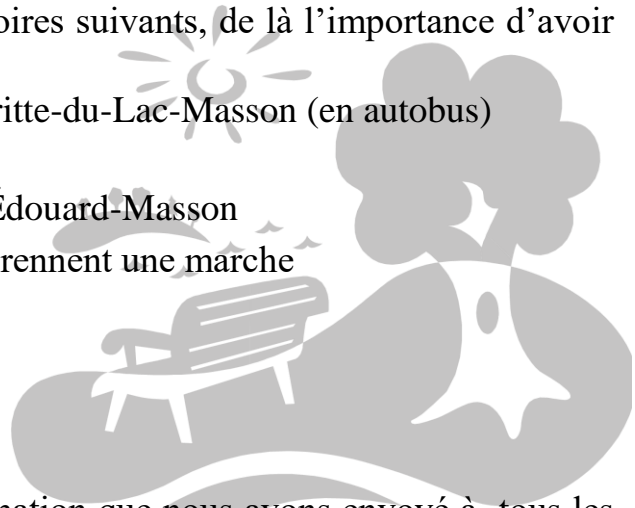 oires suivants, de là l’importance d’avoir
ritte-du-Lac-Masson (en autobus)
Édouard-Masson
rennent une marche
nation que nous avons envoyé à tous les